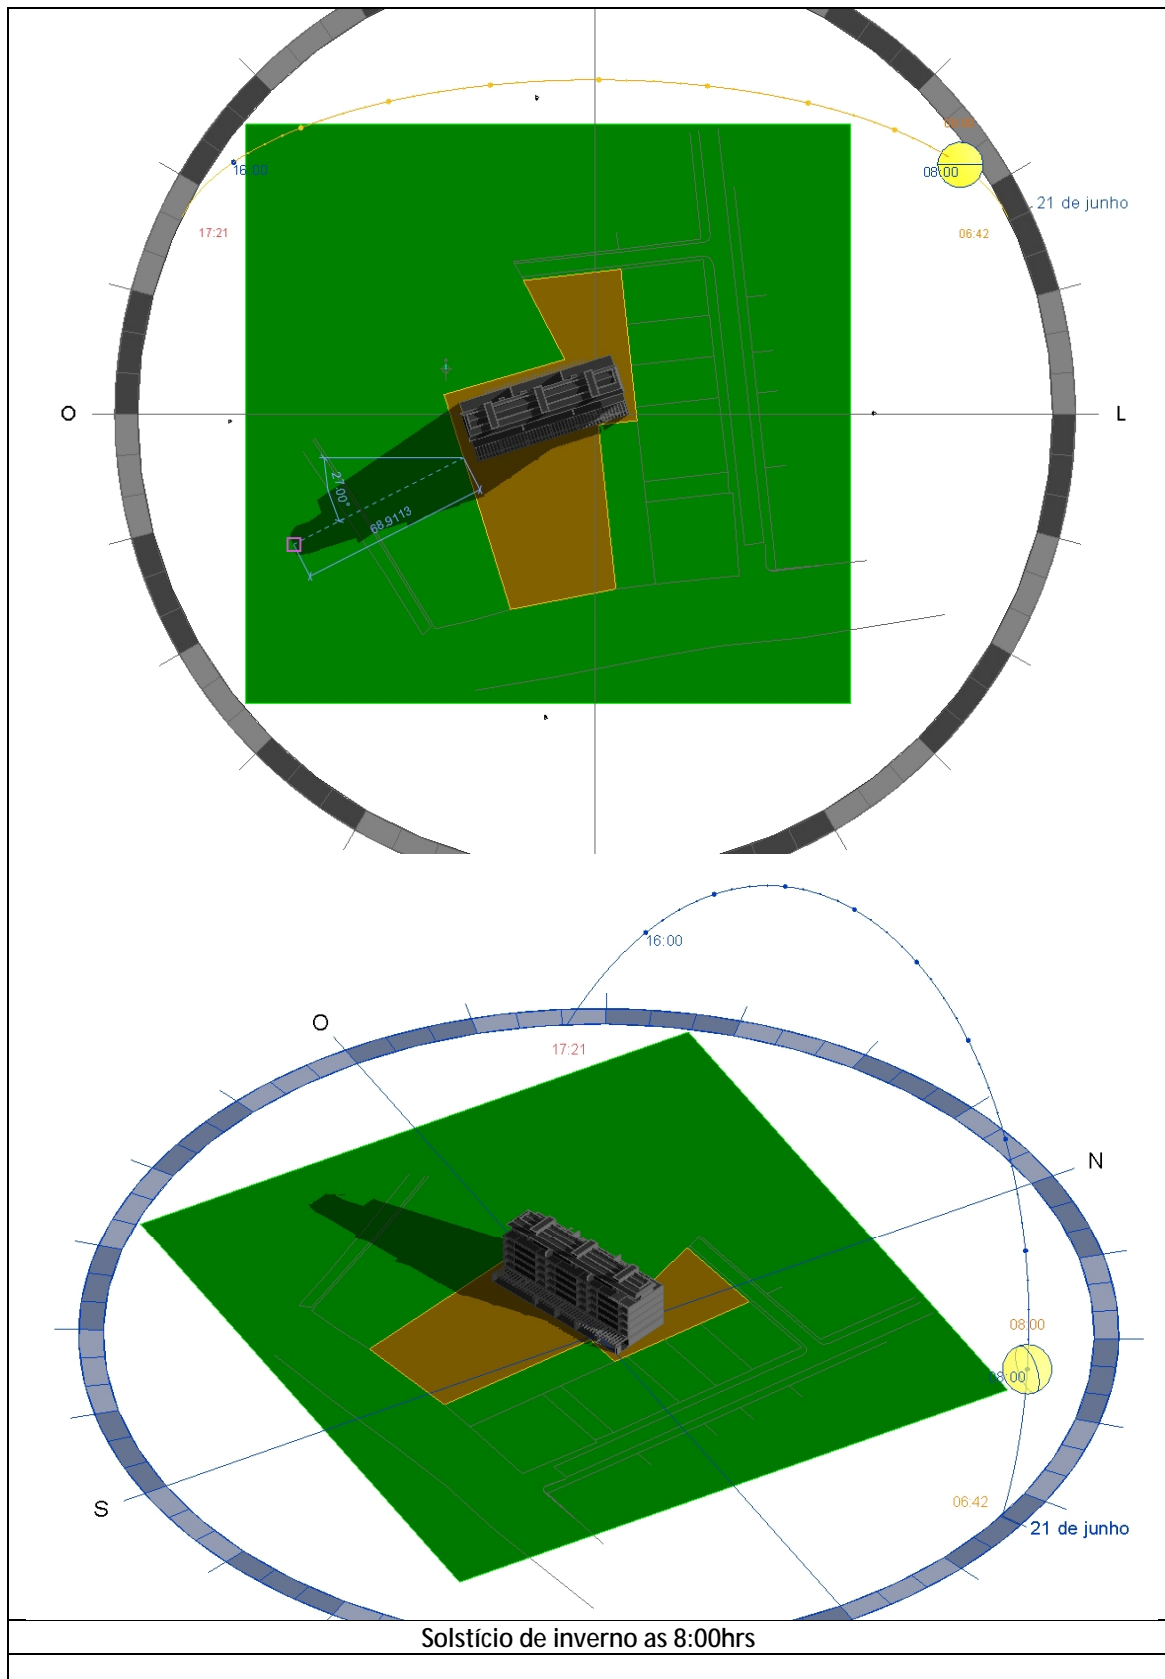 16:00
08:00
21 de junho
17:21
06:42
O
L
27.00°
68.9113
16:00
O
17:21
N
08:00
08:00
06:42
21 de junho
S
Solstício de inverno as 8:00hrs